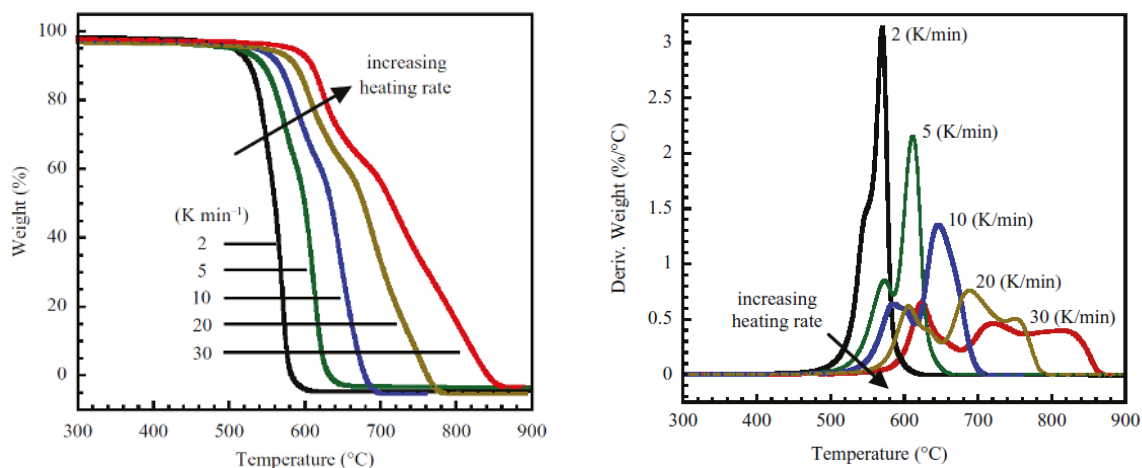 100
80
60
40
20
0
Weight (%)
increasing
heating rate
(K min⁻¹)
2
5
10
20
30
300 400 500 600 700 800 900
Temperature (°C)
3
2.5
2
1.5
1
0.5
0
Deriv. Weight (%/°C)
2 (K/min)
5 (K/min)
10 (K/min)
20 (K/min)
30 (K/min)
increasing
heating rate
300 400 500 600 700 800 900
Temperature (°C)